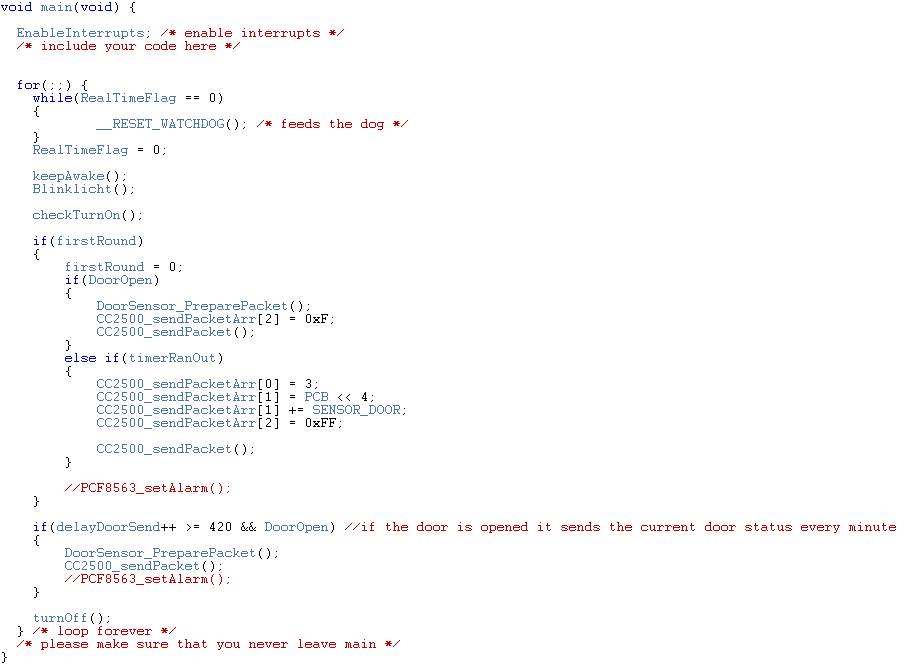 void main(void) {
EnableInterrupts; /* enable interrupts */
/* include your code here */
for(;;) {
while(RealTimeFlag == 0)
{
__RESET_WATCHDOG(); /* feeds the dog */
}
RealTimeFlag = 0;
keepAwake();
Blinklicht();
checkTurnOn();
if(firstRound)
{
firstRound = 0;
if(DoorOpen)
{
DoorSensor_PreparePacket();
CC2500_sendPacketArr[2] = 0xF;
CC2500_sendPacket();
}
else if(timerRanOut)
{
CC2500_sendPacketArr[0] = 3;
CC2500_sendPacketArr[1] = PCB << 4;
CC2500_sendPacketArr[1] += SENSOR_DOOR;
CC2500_sendPacketArr[2] = 0xFF;
CC2500_sendPacket();
}
//PCF8563_setAlarm();
}
if(delayDoorSend++ >= 420 && DoorOpen) //if the door is opened it sends the current door status every minute
{
DoorSensor_PreparePacket();
CC2500_sendPacket();
//PCF8563_setAlarm();
}
turnOff();
} /* loop forever */
/* please make sure that you never leave main */
}